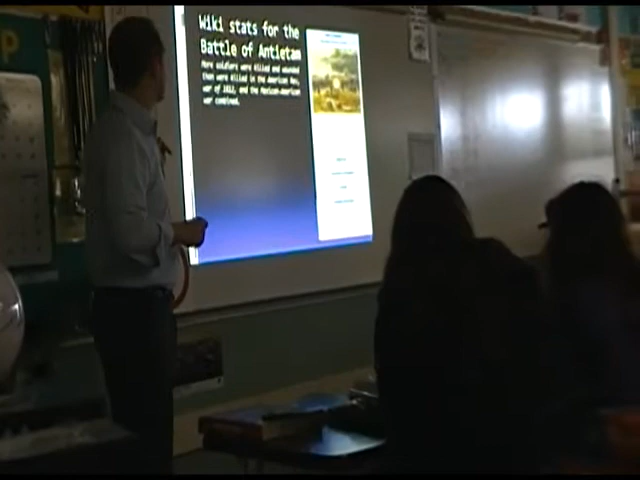 Wiki stats for the
Battle of Antietam
More soldiers were killed and wounded
than were killed in the American
war of 1812, and the Mexican-American
war combined.
P